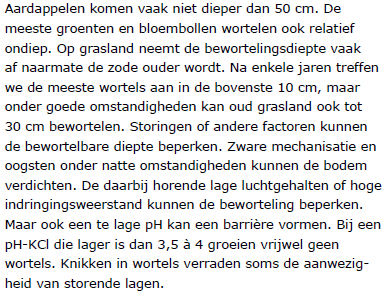 Aardappelen komen vaak niet dieper dan 50 cm. De
meeste groenten en bloembollen wortelen ook relatief
ondiep. Op grasland neemt de bewortelingsdiepte vaak
af naarmate de zode ouder wordt. Na enkele jaren treffen
we de meeste wortels aan in de bovenste 10 cm, maar
onder goede omstandigheden kan oud grasland ook tot
30 cm bewortelen. Storingen of andere factoren kunnen
de bewortelbare diepte beperken. Zware mechanisatie en
oogsten onder natte omstandigheden kunnen de bodem
verdichten. De daarbij horende lage luchtgehalten of hoge
indringingsweerstand kunnen de beworteling beperken.
Maar ook een te lage pH kan een barrière vormen. Bij een
pH-KCl die lager is dan 3,5 à 4 groeien vrijwel geen
wortels. Knikken in wortels verraden soms de aanwezig-
heid van storende lagen.